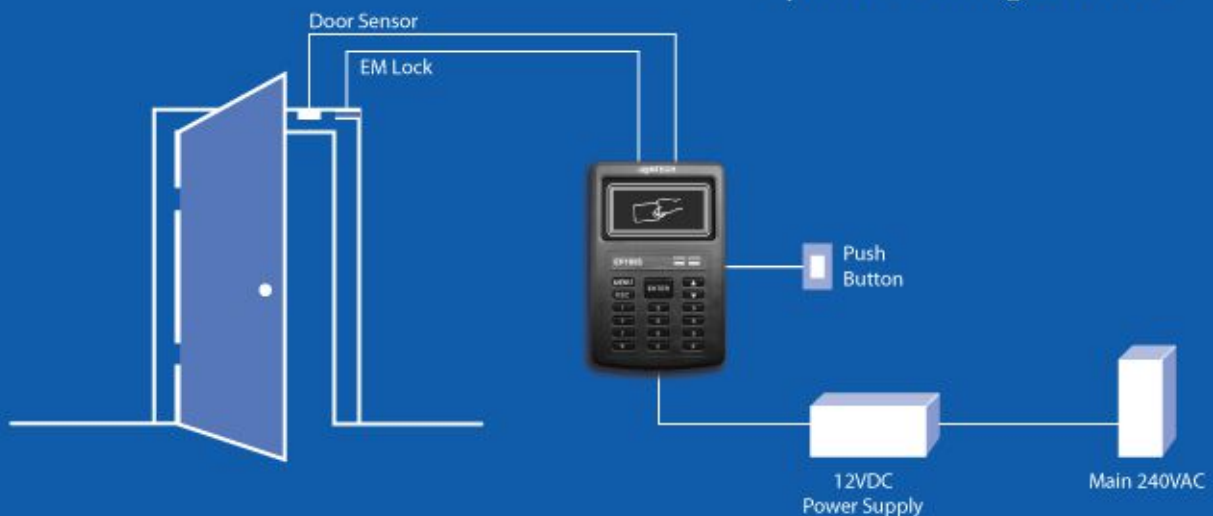 Door Sensor
EM Lock
MENU
ESC
ENTER
Push
Button
12VDC
Power Supply
Main 240VAC